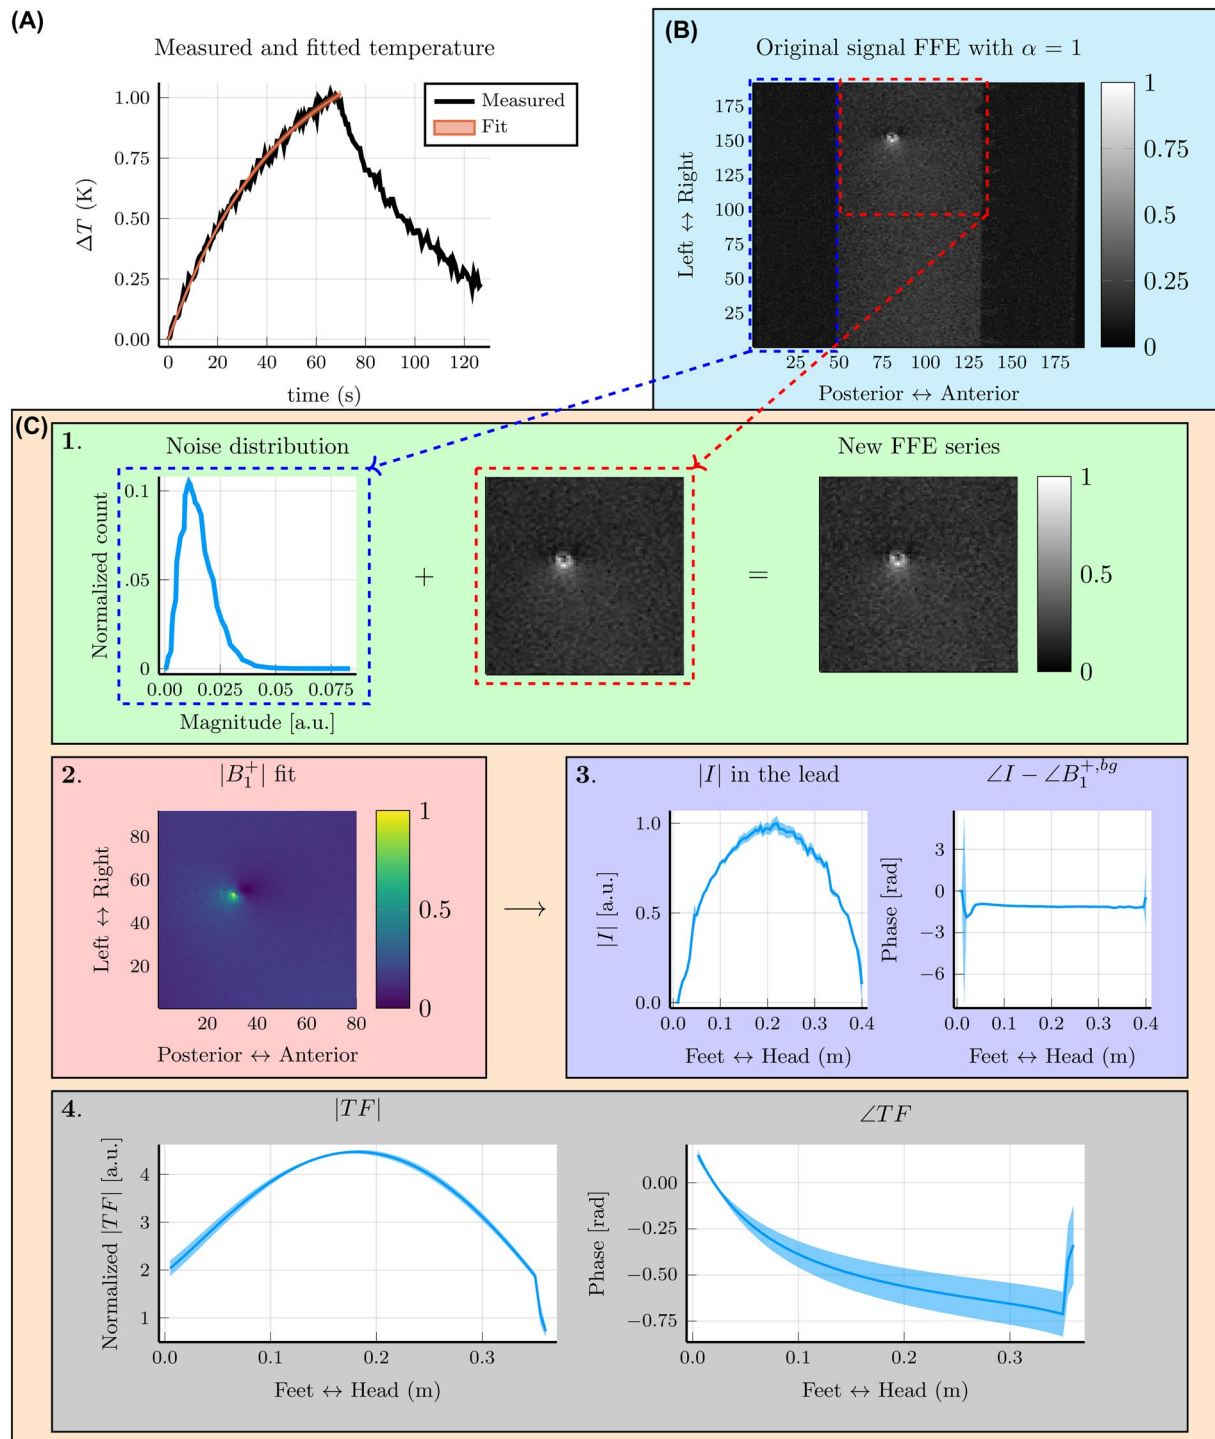 (A)
Measured and fitted temperature
1.00
0.75
0.50
0.25
0.00
ΔT (K)
Measured
Fit
0 20 40 60 80 100 120
time (s)
(B)
Original signal FFE with α = 1
175
150
125
100
75
50
25
Left ↔ Right
25 50 75 100 125 150 175
Posterior ↔ Anterior
1
0.75
0.5
0.25
0
(C)
1.
Noise distribution
0.1
.05
0
Normalized count
0.00 0.025 0.075
Magnitude [a.u.]
+
=
New FFE series
1
0.5
0
2.
|B₁⁺| fit
80
60
40
20
Left ↔ Right
20 40 60 80
Posterior ↔ Anterior
1
0.5
0
⟶
3.
|I| in the lead
1.0
0.5
0.0
|I| [a.u.]
0.0 0.1 0.2 0.3 0.4
Feet ↔ Head (m)
∠I − ∠B₁⁺,ᵇᵍ
3
0
−3
−6
Phase [rad]
0.0 0.1 0.2 0.3 0.4
Feet ↔ Head (m)
4.
|TF|
4
3
2
1
Normalized |TF| [a.u.]
0.0 0.1 0.2 0.3
Feet ↔ Head (m)
∠TF
0.00
−0.25
−0.50
−0.75
Phase [rad]
0.0 0.1 0.2 0.3
Feet ↔ Head (m)